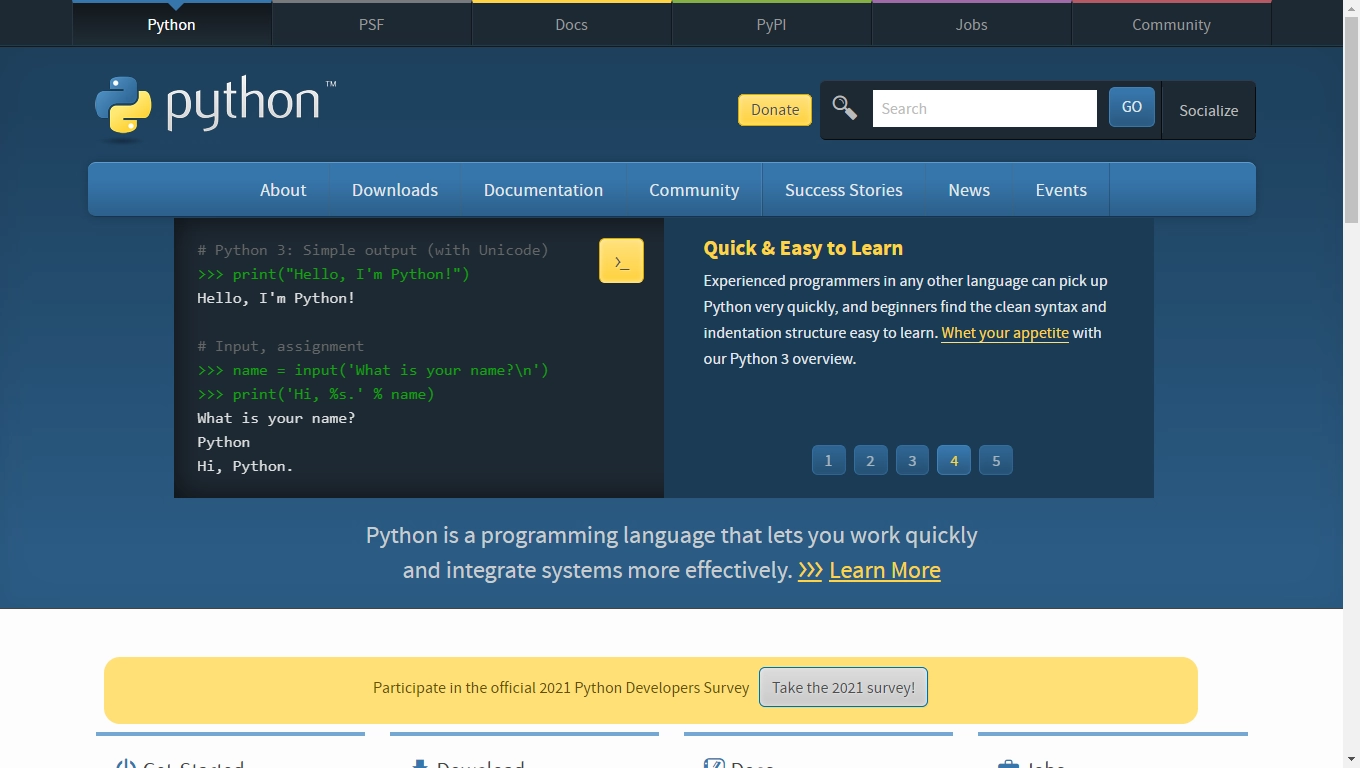 Python
PSF
Docs
PyPI
Jobs
Community
python™
Donate
Search
GO
Socialize
About
Downloads
Documentation
Community
Success Stories
News
Events
# Python 3: Simple output (with Unicode)
>>> print("Hello, I'm Python!")
Hello, I'm Python!
# Input, assignment
>>> name = input('What is your name?\n')
>>> print('Hi, %s.' % name)
What is your name?
Python
Hi, Python.
>_
Quick & Easy to Learn
Experienced programmers in any other language can pick up
Python very quickly, and beginners find the clean syntax and
indentation structure easy to learn. Whet your appetite with
our Python 3 overview.
1 2 3 4 5
Python is a programming language that lets you work quickly
and integrate systems more effectively. >>> Learn More
Participate in the official 2021 Python Developers Survey
Take the 2021 survey!
Get Started
Download
Docs
Jobs